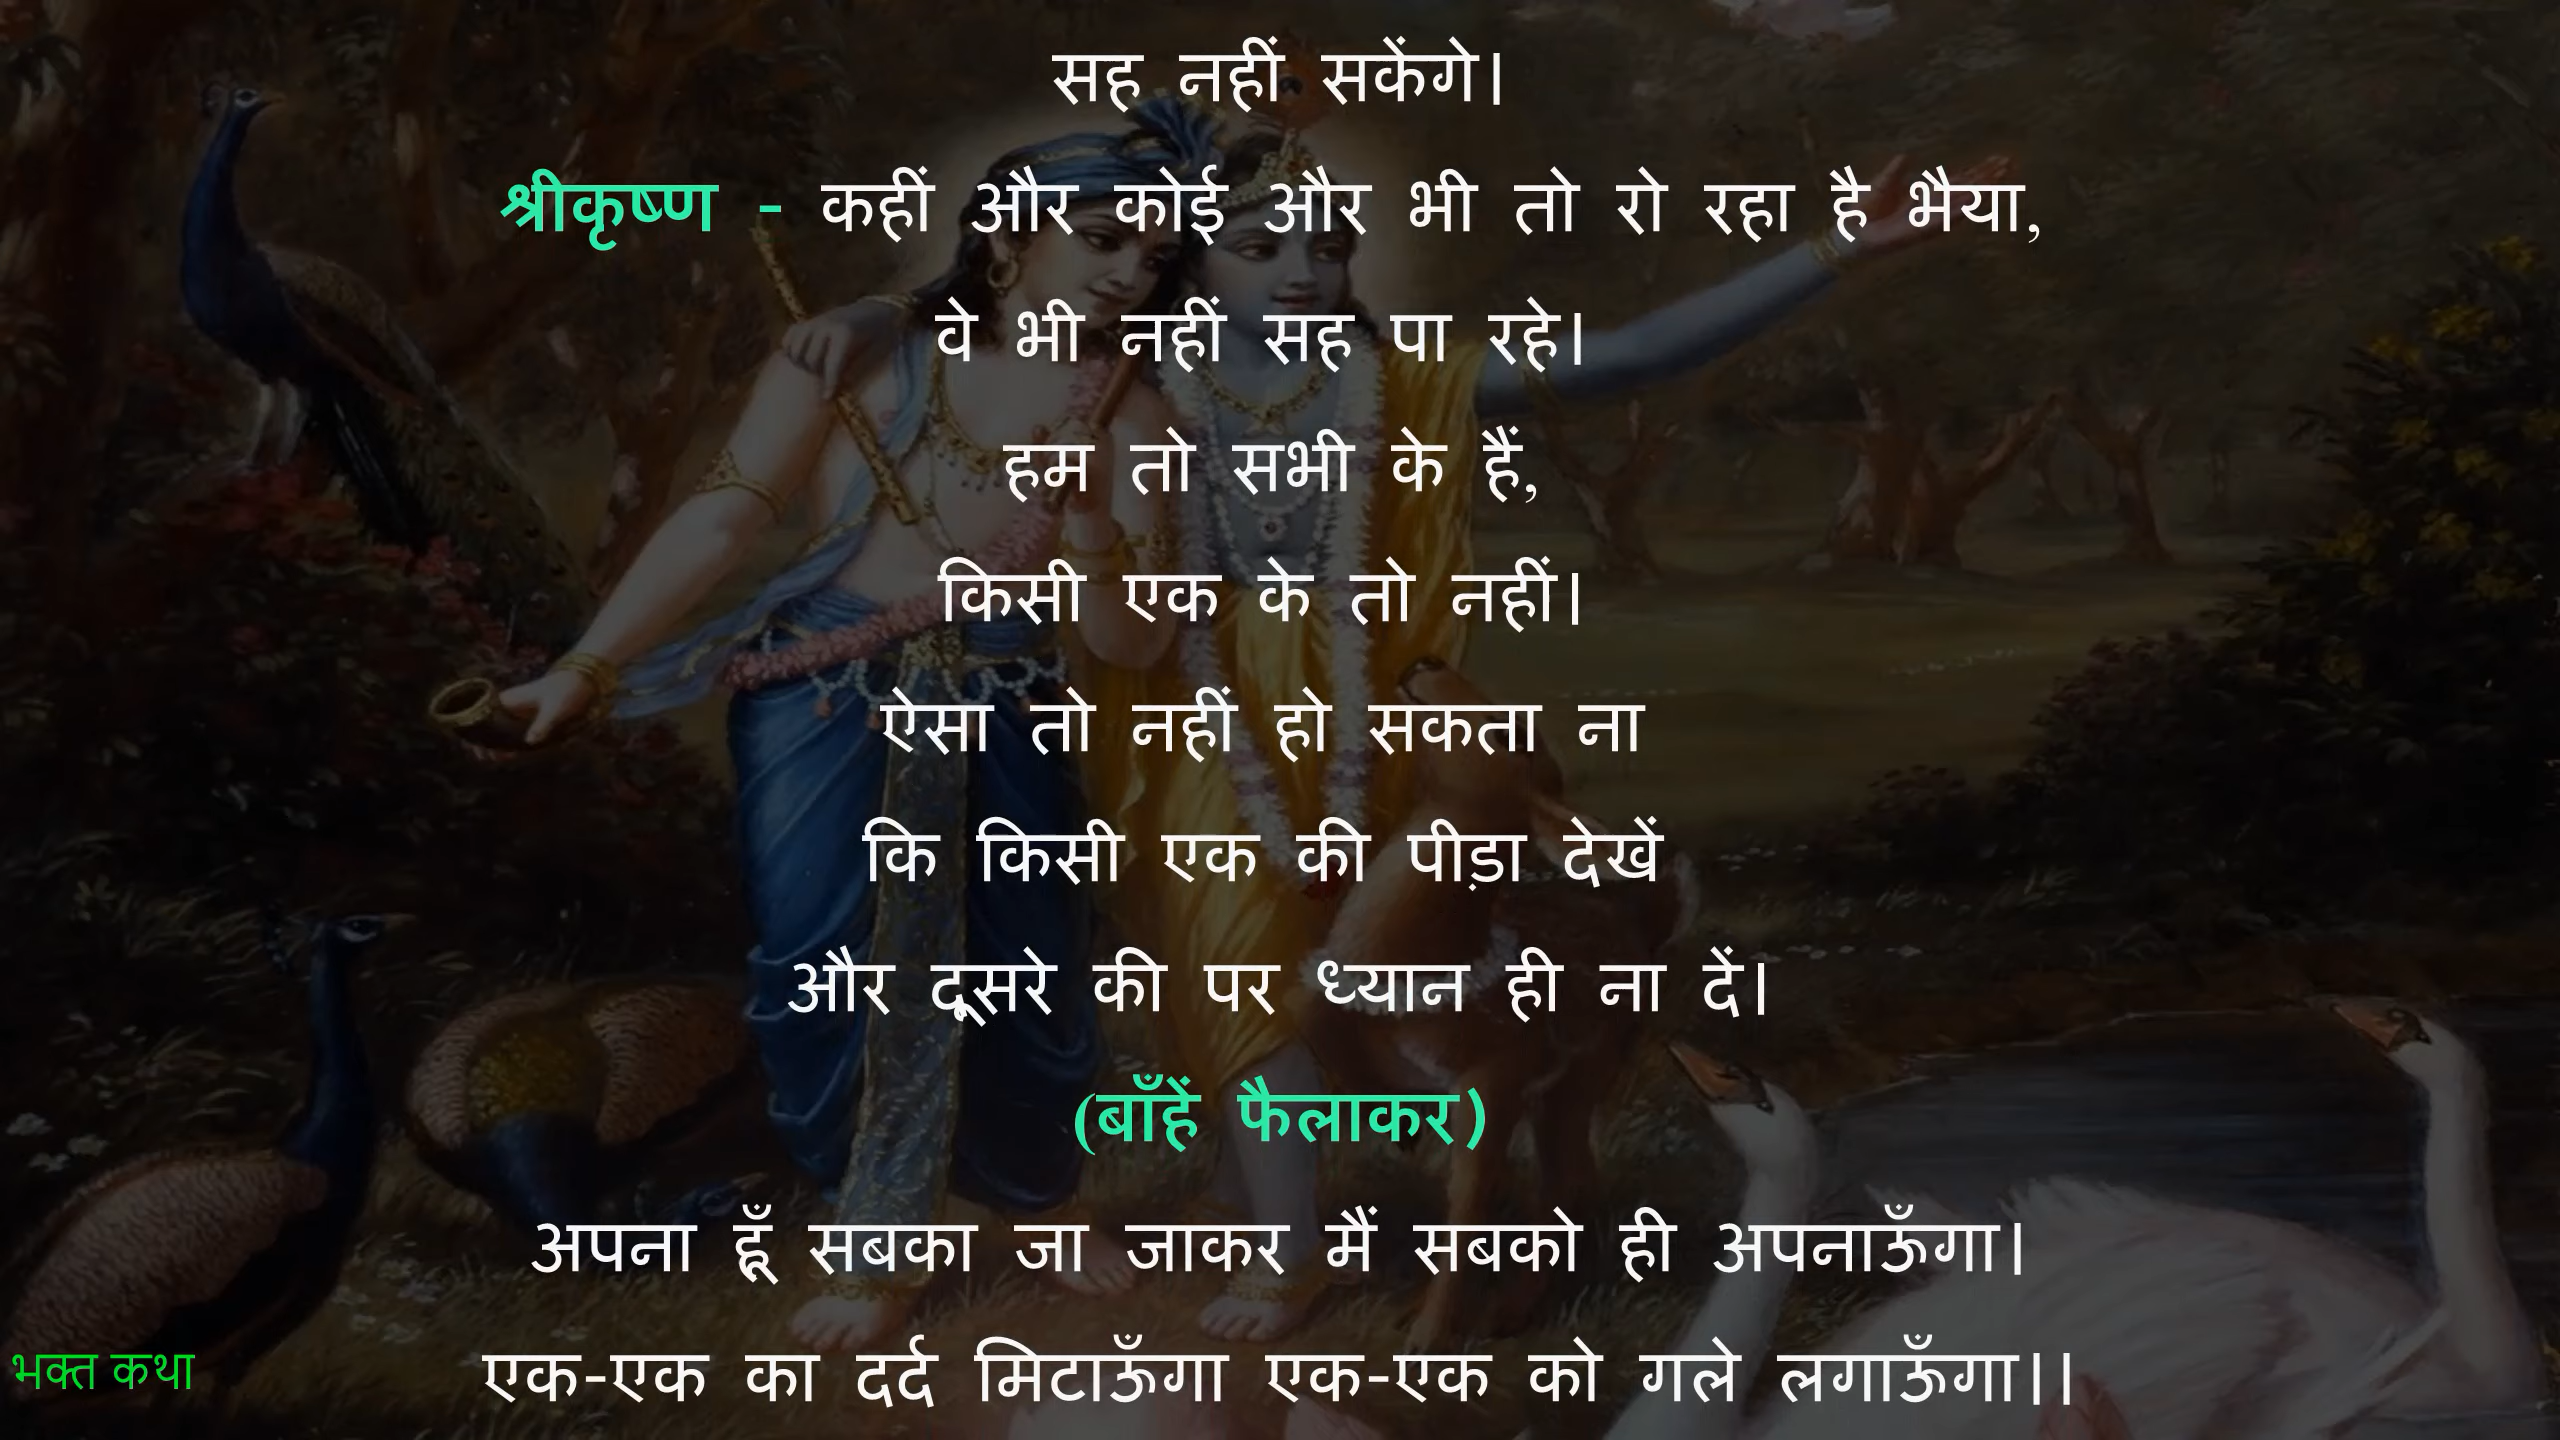 सह नहीं सकेंगे।
श्रीकृष्ण - कहीं और कोई और भी तो रो रहा है भैया,
वे भी नहीं सह पा रहे।
हम तो सभी के हैं,
किसी एक के तो नहीं।
ऐसा तो नहीं हो सकता ना
कि किसी एक की पीड़ा देखें
और दूसरे की पर ध्यान ही ना दें।
(बाँहें फैलाकर)
अपना हूँ सबका जा जाकर मैं सबको ही अपनाऊँगा।
एक-एक का दर्द मिटाऊँगा एक-एक को गले लगाऊँगा।।
भक्त कथा